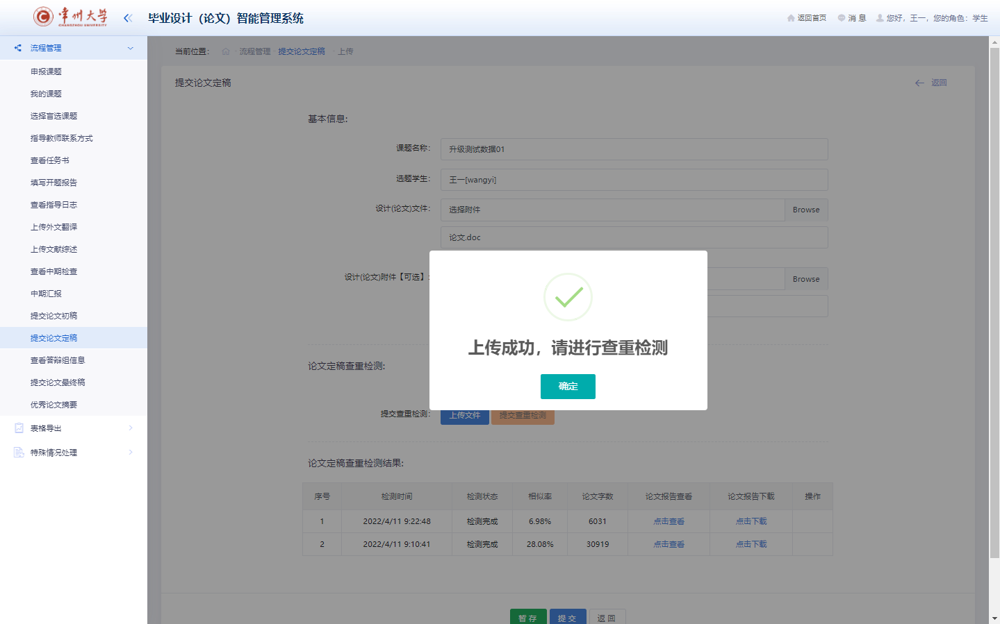 常州大学
CHANGZHOU UNIVERSITY
毕业设计（论文）智能管理系统
返回首页
消 息
您好，王一，您的角色：学生
流程管理
申报课题
我的课题
选择盲选课题
指导教师联系方式
查看任务书
填写开题报告
查看指导日志
上传外文翻译
上传文献综述
查看中期检查
中期汇报
提交论文初稿
提交论文定稿
查看答辩组信息
提交论文最终稿
优秀论文摘要
表格导出
特殊情况处理
当前位置： 流程管理 · 提交论文定稿 · 上传
提交论文定稿
返回
基本信息:
课题名称： 升级测试数据01
选题学生： 王一[wangyi]
设计(论文)文件： 选择附件 Browse
论文.doc
设计(论文)附件【可选】： Browse
上传成功，请进行查重检测
确定
论文定稿查重检测:
提交查重检测： 上传文件 提交查重检测
论文定稿查重检测结果:
序号 检测时间 检测状态 相似率 论文字数 论文报告查看 论文报告下载 操作
1 2022/4/11 9:22:48 检测完成 6.98% 6031 点击查看 点击下载
2 2022/4/11 9:10:41 检测完成 28.08% 30919 点击查看 点击下载
暂 存 提 交 返 回